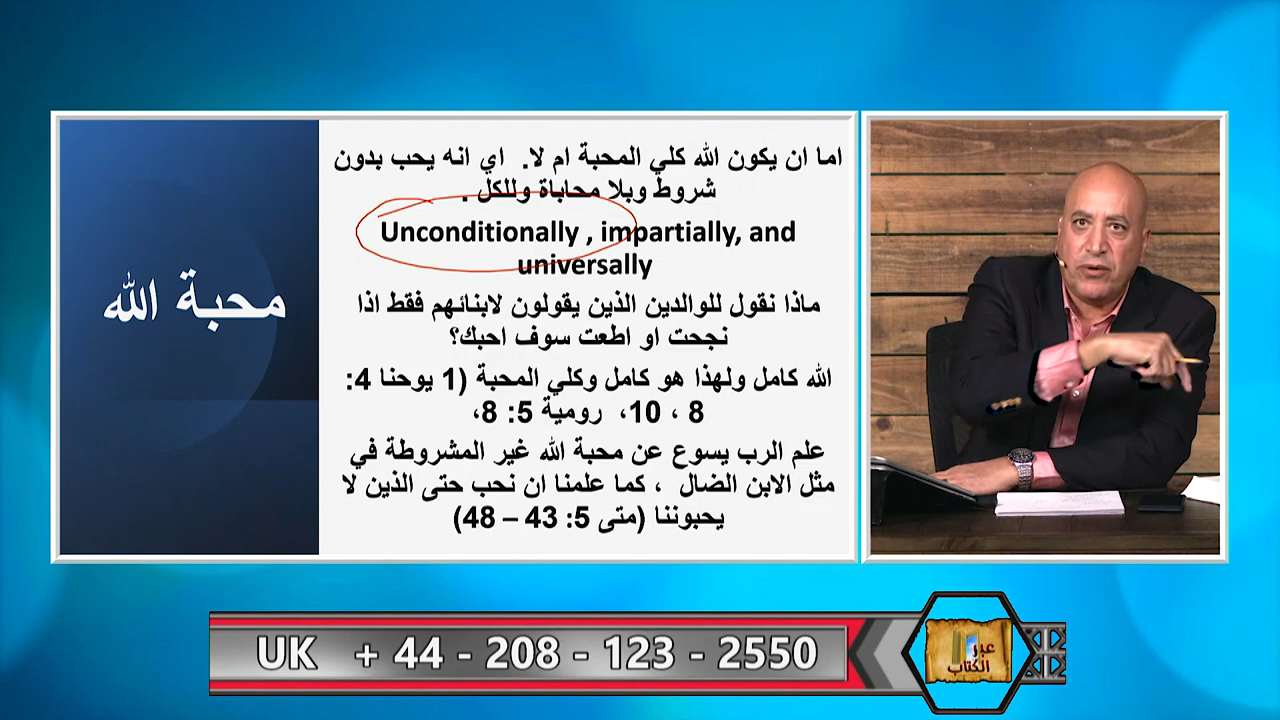 محبة الله
اما ان يكون الله كلي المحبة ام لا. اي انه يحب بدون
شروط وبلا محاباة وللكل .
Unconditionally , impartially, and
universally
ماذا نقول للوالدين الذين يقولون لابنائهم فقط اذا
نجحت او اطعت سوف احبك؟
الله كامل ولهذا هو كامل وكلي المحبة (1 يوحنا 4:
8 ، 10، رومية 5: 8،
علم الرب يسوع عن محبة الله غير المشروطة في
مثل الابن الضال ، كما علمنا ان نحب حتى الذين لا
يحبوننا (متى 5: 43 – 48)
UK + 44 - 208 - 123 - 2550
عبر
الكتاب